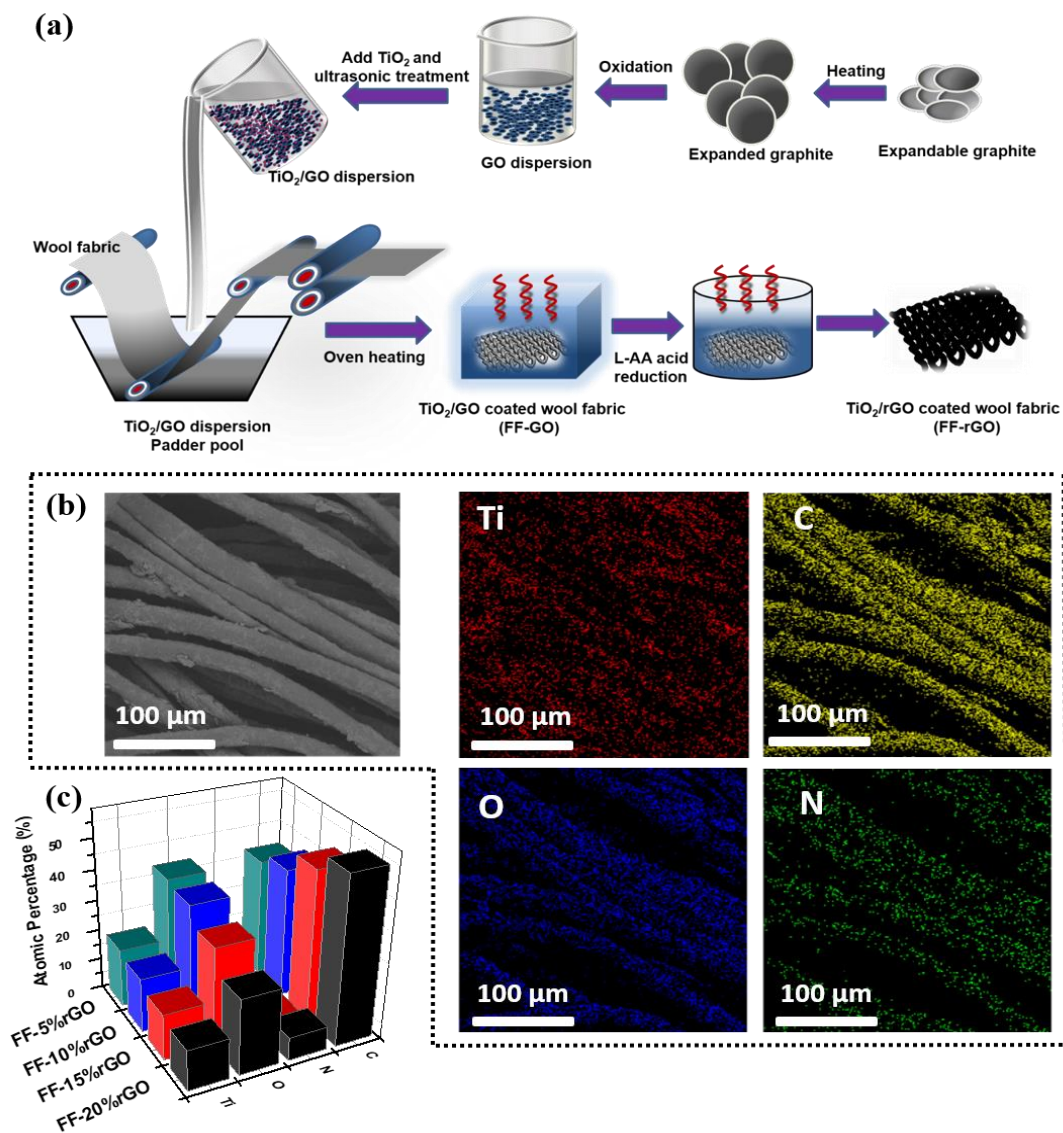 (a)
Add TiO₂ and
ultrasonic treatment
Oxidation
Heating
TiO₂/GO dispersion
GO dispersion
Expanded graphite
Expandable graphite
Wool fabric
Oven heating
L-AA acid
reduction
TiO₂/GO dispersion
Padder pool
TiO₂/GO coated wool fabric
(FF-GO)
TiO₂/rGO coated wool fabric
(FF-rGO)
(b)
100 μm
Ti
100 μm
C
100 μm
O
100 μm
N
100 μm
(c)
Atomic Percentage (%)
50
40
30
20
10
0
FF-5%rGO
FF-10%rGO
FF-15%rGO
FF-20%rGO
Ti
O
N
C